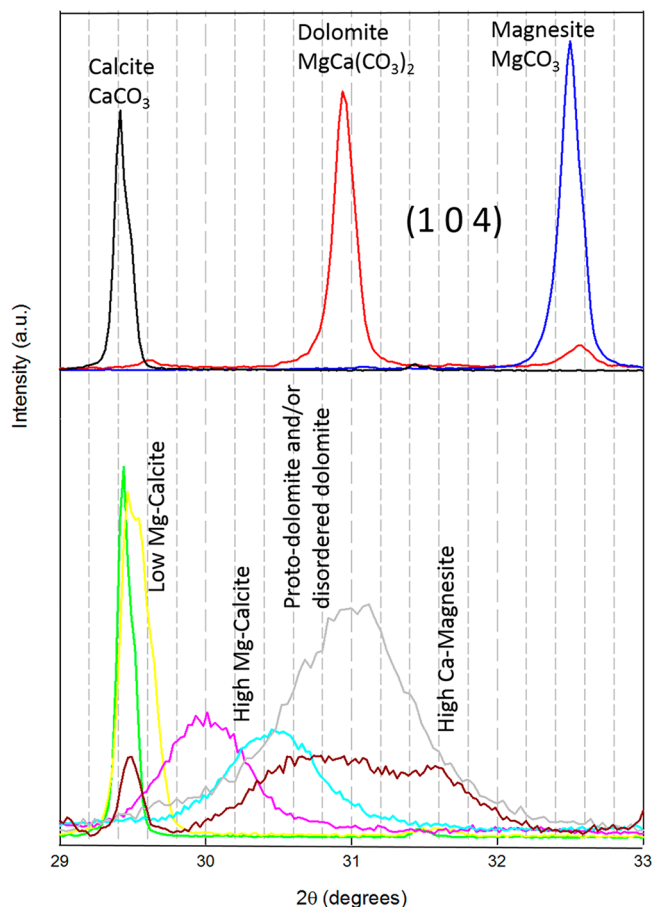 Calcite
CaCO3
Dolomite
MgCa(CO3)2
Magnesite
MgCO3
(1 0 4)
Intensity (a.u.)
Low Mg-Calcite
High Mg-Calcite
Proto-dolomite and/or
disordered dolomite
High Ca-Magnesite
29
30
31
32
33
2θ (degrees)